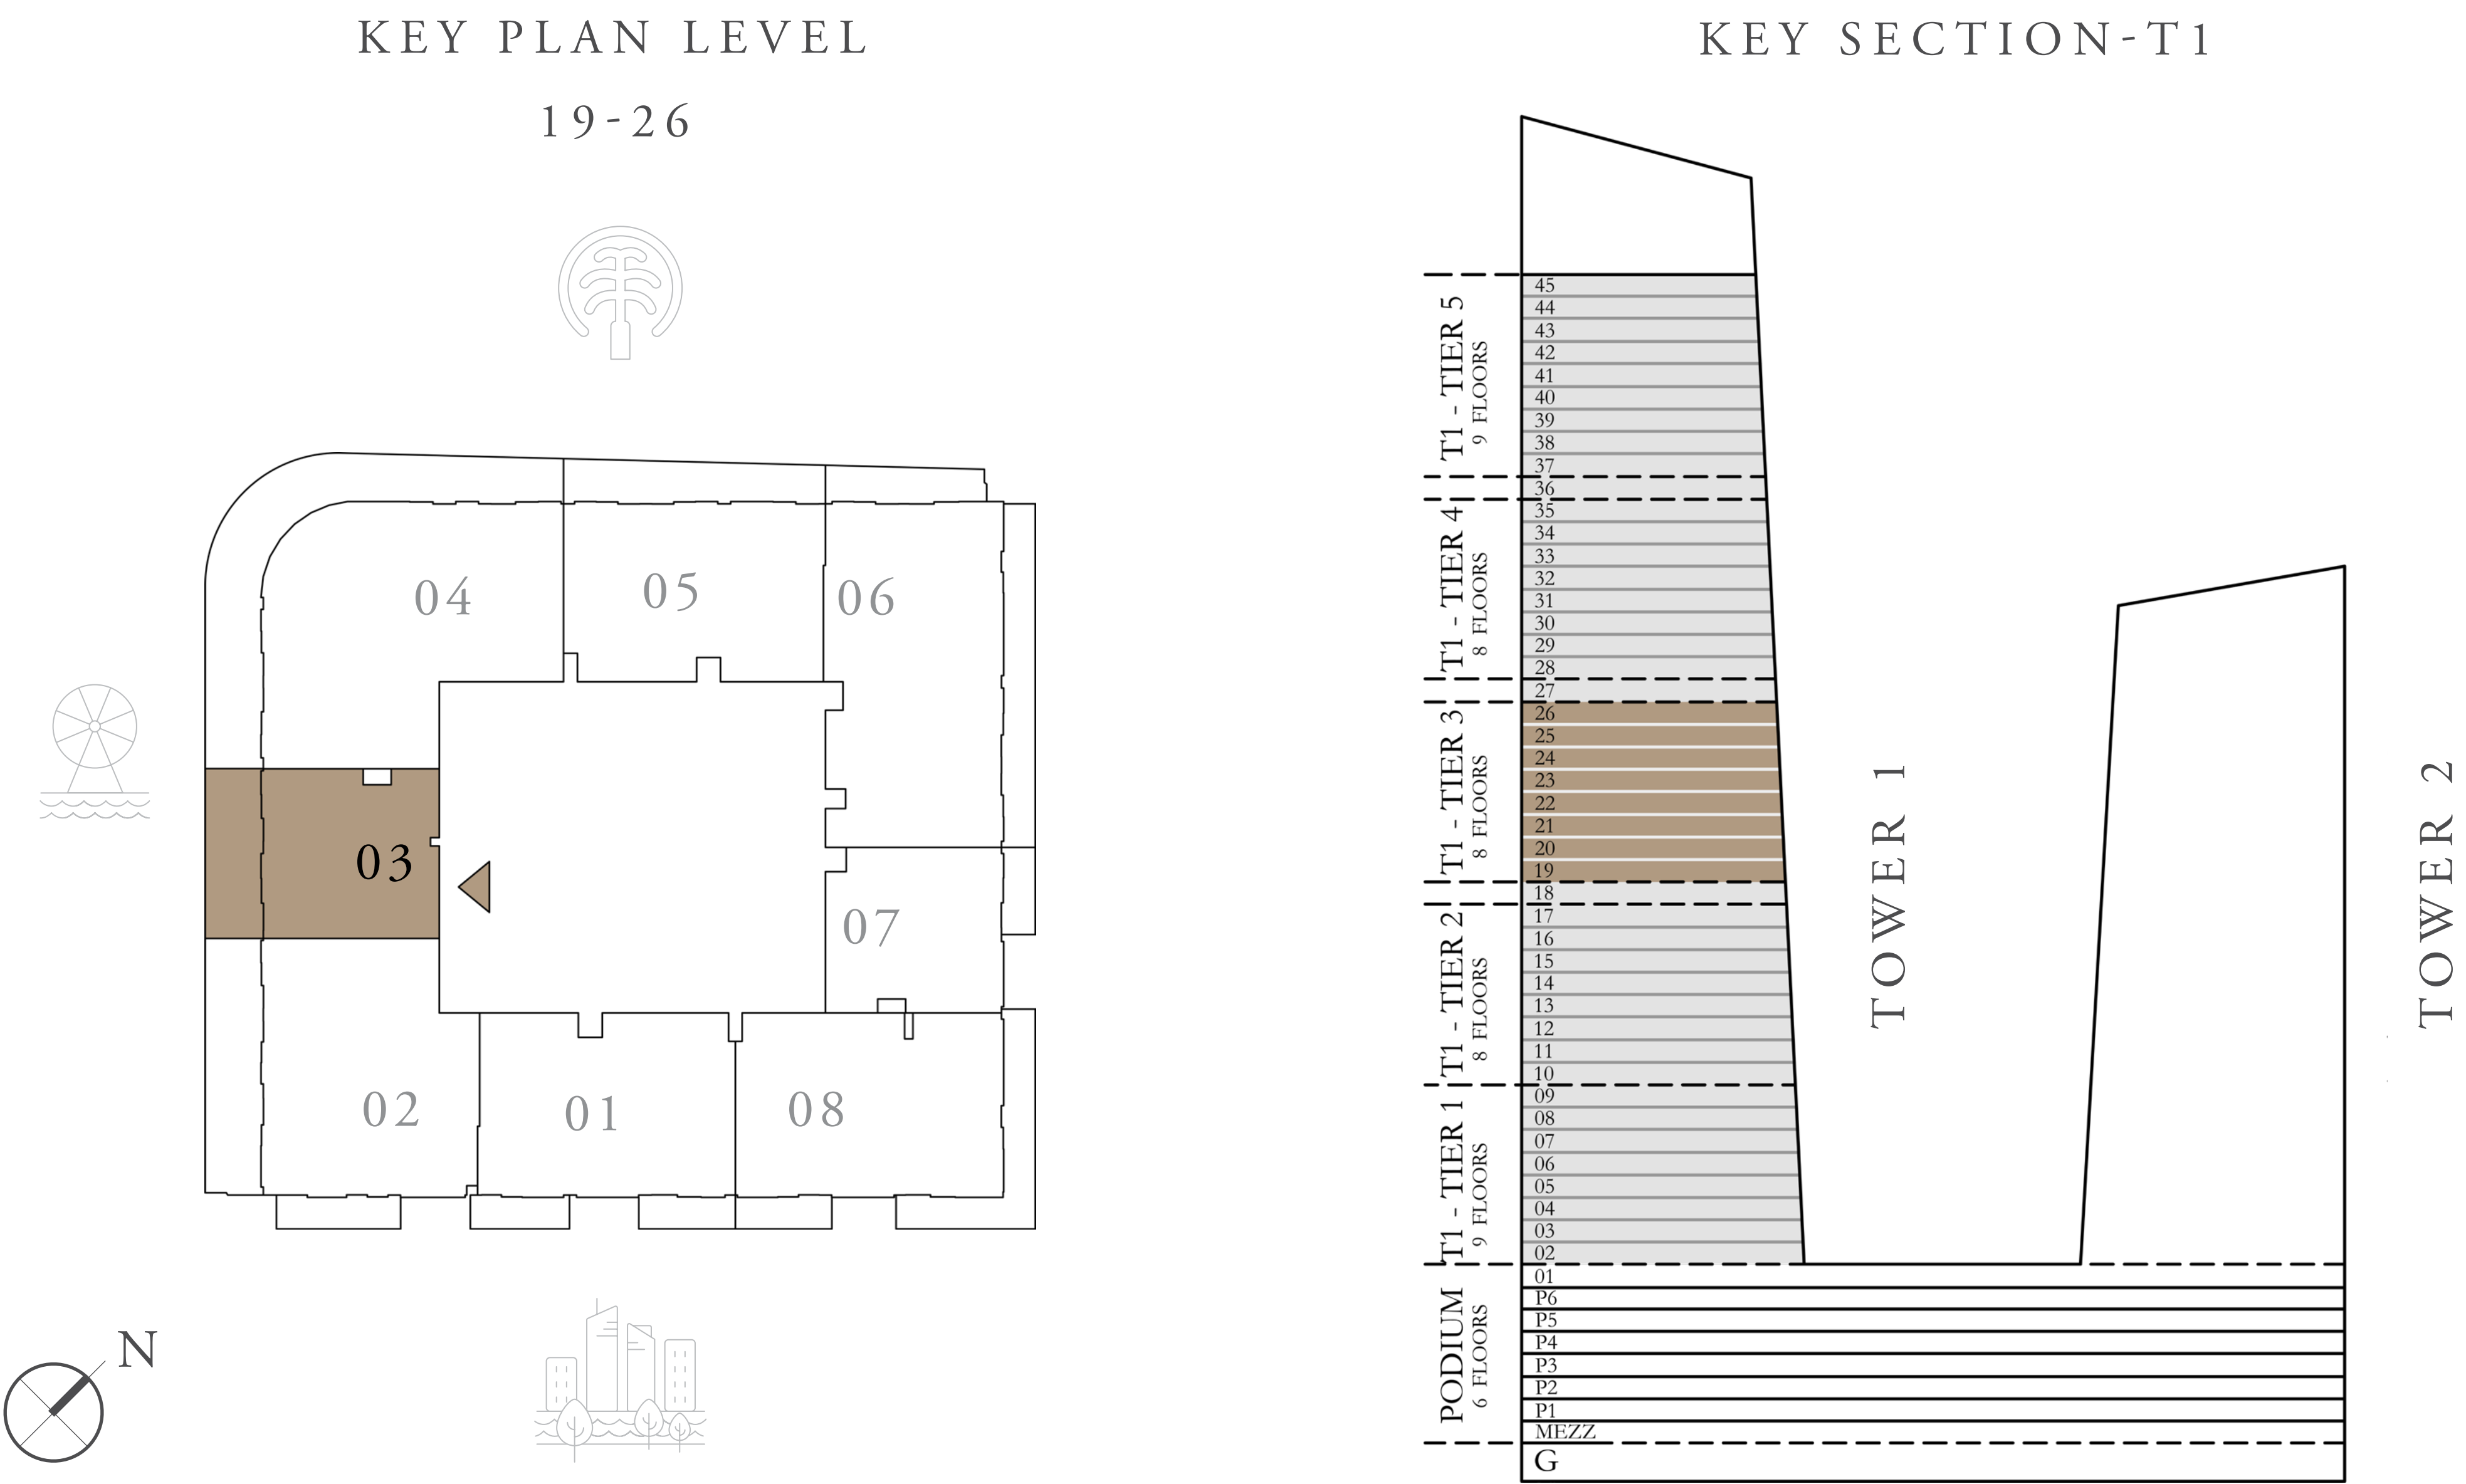 KEY PLAN LEVEL
19-26
04
05
06
03
07
02
01
08
N
KEY SECTION-T1
T1 - TIER 5
9 FLOORS
T1 - TIER 4
8 FLOORS
T1 - TIER 3
8 FLOORS
T1 - TIER 2
8 FLOORS
T1 - TIER 1
9 FLOORS
PODIUM
6 FLOORS
45
44
43
42
41
40
39
38
37
36
35
34
33
32
31
30
29
28
27
26
25
24
23
22
21
20
19
18
17
16
15
14
13
12
11
10
09
08
07
06
05
04
03
02
01
P6
P5
P4
P3
P2
P1
MEZZ
G
TOWER 1
TOWER 2